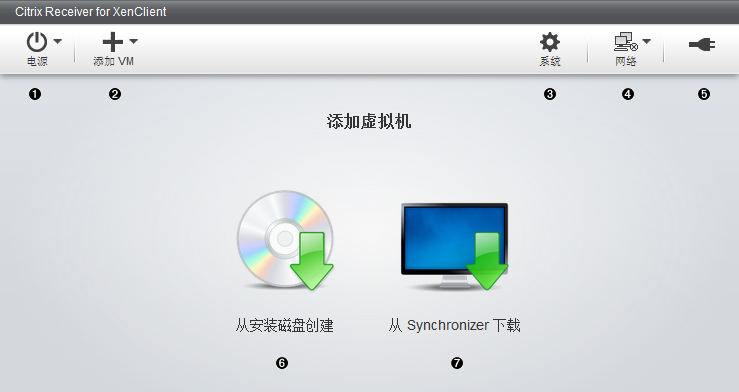 Citrix Receiver for XenClient
电源 添加 VM 系统 网络
❶ ❷ ❸ ❹ ❺
添加虚拟机
从安装磁盘创建 从 Synchronizer 下载
❻ ❼